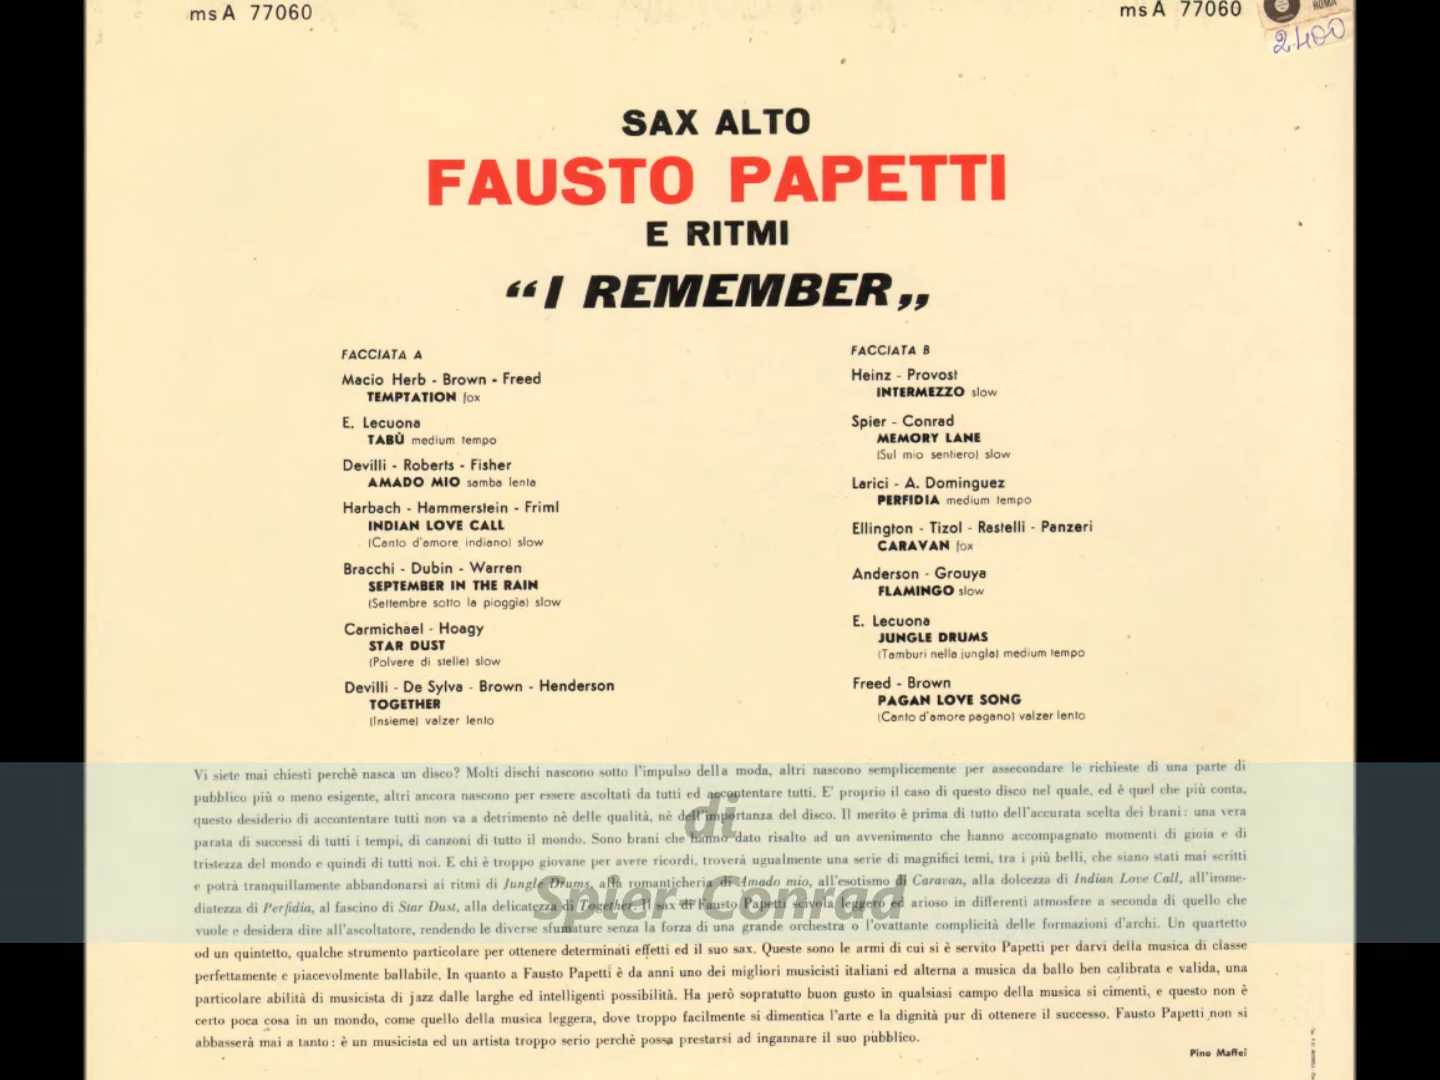 ms A 77060
ms A 77060
ROMA
2400
SAX ALTO
FAUSTO PAPETTI
E RITMI
“I REMEMBER„
FACCIATA A
Macio Herb - Brown - Freed
TEMPTATION fox
E. Lecuona
TABÙ medium tempo
Devilli - Roberts - Fisher
AMADO MIO samba lento
Harbach - Hammerstein - Friml
INDIAN LOVE CALL
(Canto d'amore indiano) slow
Bracchi - Dubin - Warren
SEPTEMBER IN THE RAIN
(Settembre sotto la pioggia) slow
Carmichael - Hoagy
STAR DUST
(Polvere di stelle) slow
Devilli - De Sylva - Brown - Henderson
TOGETHER
(Insieme) valzer lento
FACCIATA B
Heinz - Provost
INTERMEZZO slow
Spier - Conrad
MEMORY LANE
(Sul mio sentiero) slow
Larici - A. Dominguez
PERFIDIA medium tempo
Ellington - Tizol - Rastelli - Panzeri
CARAVAN fox
Anderson - Grouya
FLAMINGO slow
E. Lecuona
JUNGLE DRUMS
(Tamburi nella jungla) medium tempo
Freed - Brown
PAGAN LOVE SONG
(Canto d'amore pagano) valzer lento
Vi siete mai chiesti perchè nasca un disco? Molti dischi nascono sotto l'impulso della moda, altri nascono semplicemente per assecondare le richieste di una parte di
pubblico più o meno esigente, altri ancora nascono per essere ascoltati da tutti ed accontentare tutti. E' proprio il caso di questo disco nel quale, ed è quel che più conta,
questo desiderio di accontentare tutti non va a detrimento nè delle qualità, nè dell'importanza del disco. Il merito è prima di tutto dell'accurata scelta dei brani: una vera
parata di successi di tutti i tempi, di canzoni di tutto il mondo. Sono brani che hanno dato risalto ad un avvenimento che hanno accompagnato momenti di gioia e di
tristezza del mondo e quindi di tutti noi. E chi è troppo giovane per avere ricordi, troverà ugualmente una serie di magnifici temi, tra i più belli, che siano stati mai scritti
e potrà tranquillamente abbandonarsi ai ritmi di Jungle Drums, alla romanticheria di Amado mio, all'esotismo di Caravan, alla dolcezza di Indian Love Call, all'imme-
diatezza di Perfidia, al fascino di Star Dust, alla delicatezza di Together. Il sax di Fausto Papetti scivola leggero ed arioso in differenti atmosfere a seconda di quello che
vuole e desidera dire all'ascoltatore, rendendo le diverse sfumature senza la forza di una grande orchestra o l'ovattante complicità delle formazioni d'archi. Un quartetto
od un quintetto, qualche strumento particolare per ottenere determinati effetti ed il suo sax. Queste sono le armi di cui si è servito Papetti per darvi della musica di classe
perfettamente e piacevolmente ballabile. In quanto a Fausto Papetti è da anni uno dei migliori musicisti italiani ed alterna a musica da ballo ben calibrata e valida, una
particolare abilità di musicista di jazz dalle larghe ed intelligenti possibilità. Ha però sopratutto buon gusto in qualsiasi campo della musica si cimenti, e questo non è
certo poca cosa in un mondo, come quello della musica leggera, dove troppo facilmente si dimentica l'arte e la dignità pur di ottenere il successo. Fausto Papetti non si
abbasserà mai a tanto: è un musicista ed un artista troppo serio perchè possa prestarsi ad ingannare il suo pubblico.
Pino Maffei
di
Spier-Conrad